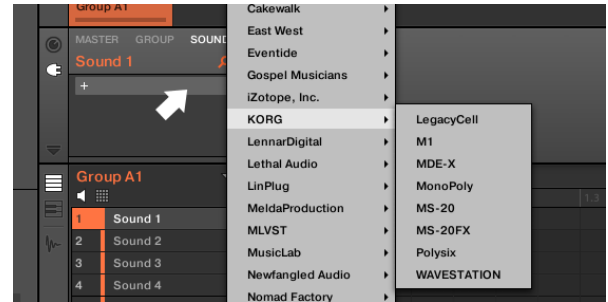 Group A1
MASTER GROUP SOUND
Sound 1
+
Group A1
1 Sound 1
2 Sound 2
3 Sound 3
4 Sound 4
Cakewalk
East West
Eventide
Gospel Musicians
iZotope, Inc.
KORG
LennarDigital
Lethal Audio
LinPlug
MeldaProduction
MLVST
MusicLab
Newfangled Audio
Nomad Factory
LegacyCell
M1
MDE-X
MonoPoly
MS-20
MS-20FX
Polysix
WAVESTATION
1.3